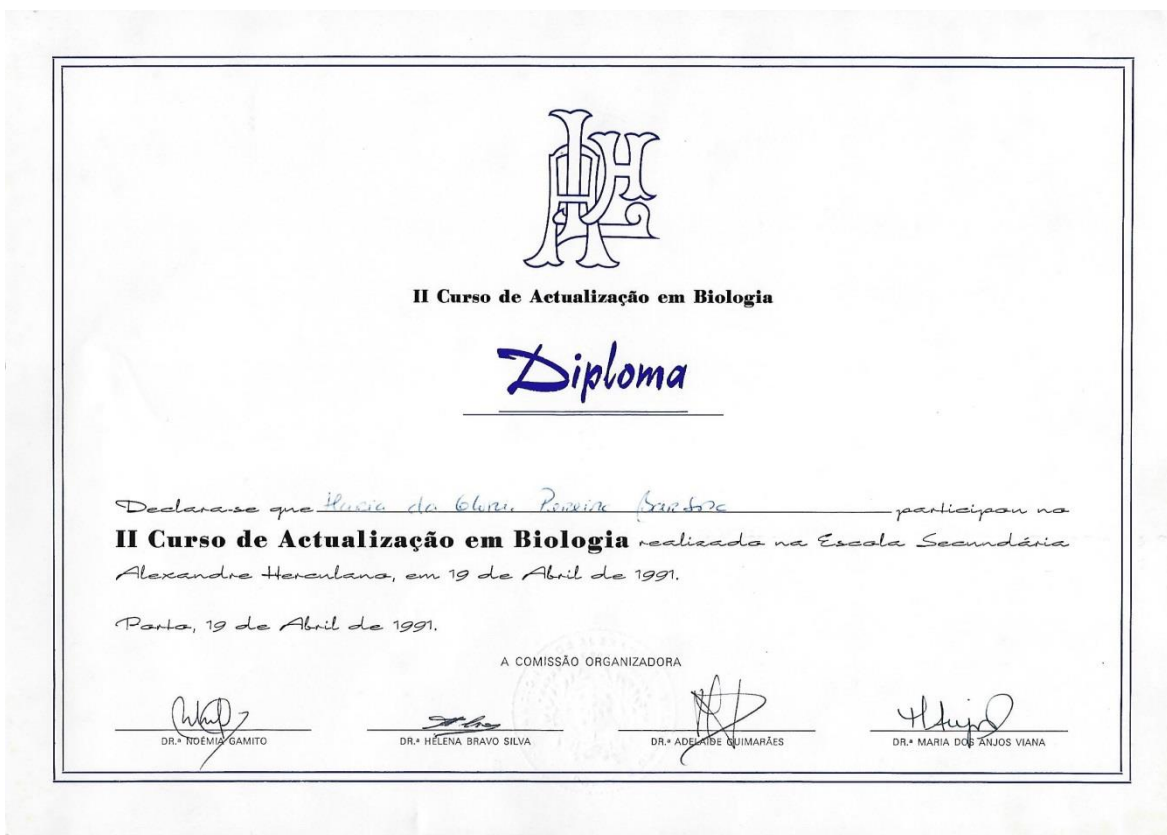 II Curso de Actualização em Biologia
Diploma
Declara-se que Maria da Glória Pereira Barbosa participou no
II Curso de Actualização em Biologia realizado na Escola Secundária
Alexandre Herculano, em 19 de Abril de 1991.
Porto, 19 de Abril de 1991.
A COMISSÃO ORGANIZADORA
DR.ª NOÉMIA GAMITO
DR.ª HELENA BRAVO SILVA
DR.ª ADELAIDE GUIMARÃES
DR.ª MARIA DOS ANJOS VIANA